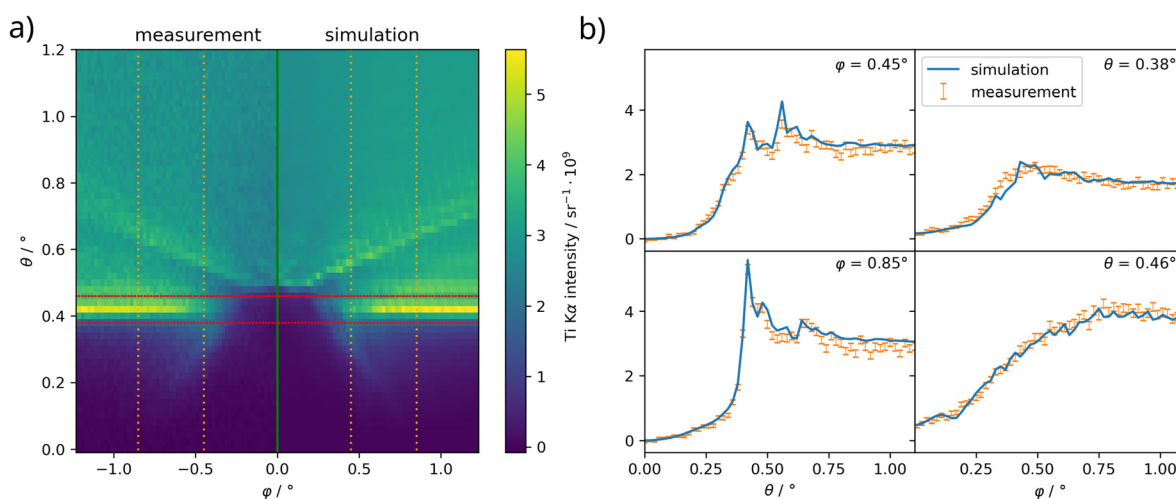 a)
measurement
simulation
1.2
1.0
0.8
0.6
0.4
0.2
0.0
θ / °
−1.0
−0.5
0.0
0.5
1.0
φ / °
5
4
3
2
1
0
Ti Kα intensity / sr⁻¹ · 10⁹
b)
φ = 0.45°
4
2
0
simulation
measurement
θ = 0.38°
φ = 0.85°
4
2
0
0.00
0.25
0.50
0.75
1.00
θ / °
θ = 0.46°
0.25
0.50
0.75
1.00
φ / °